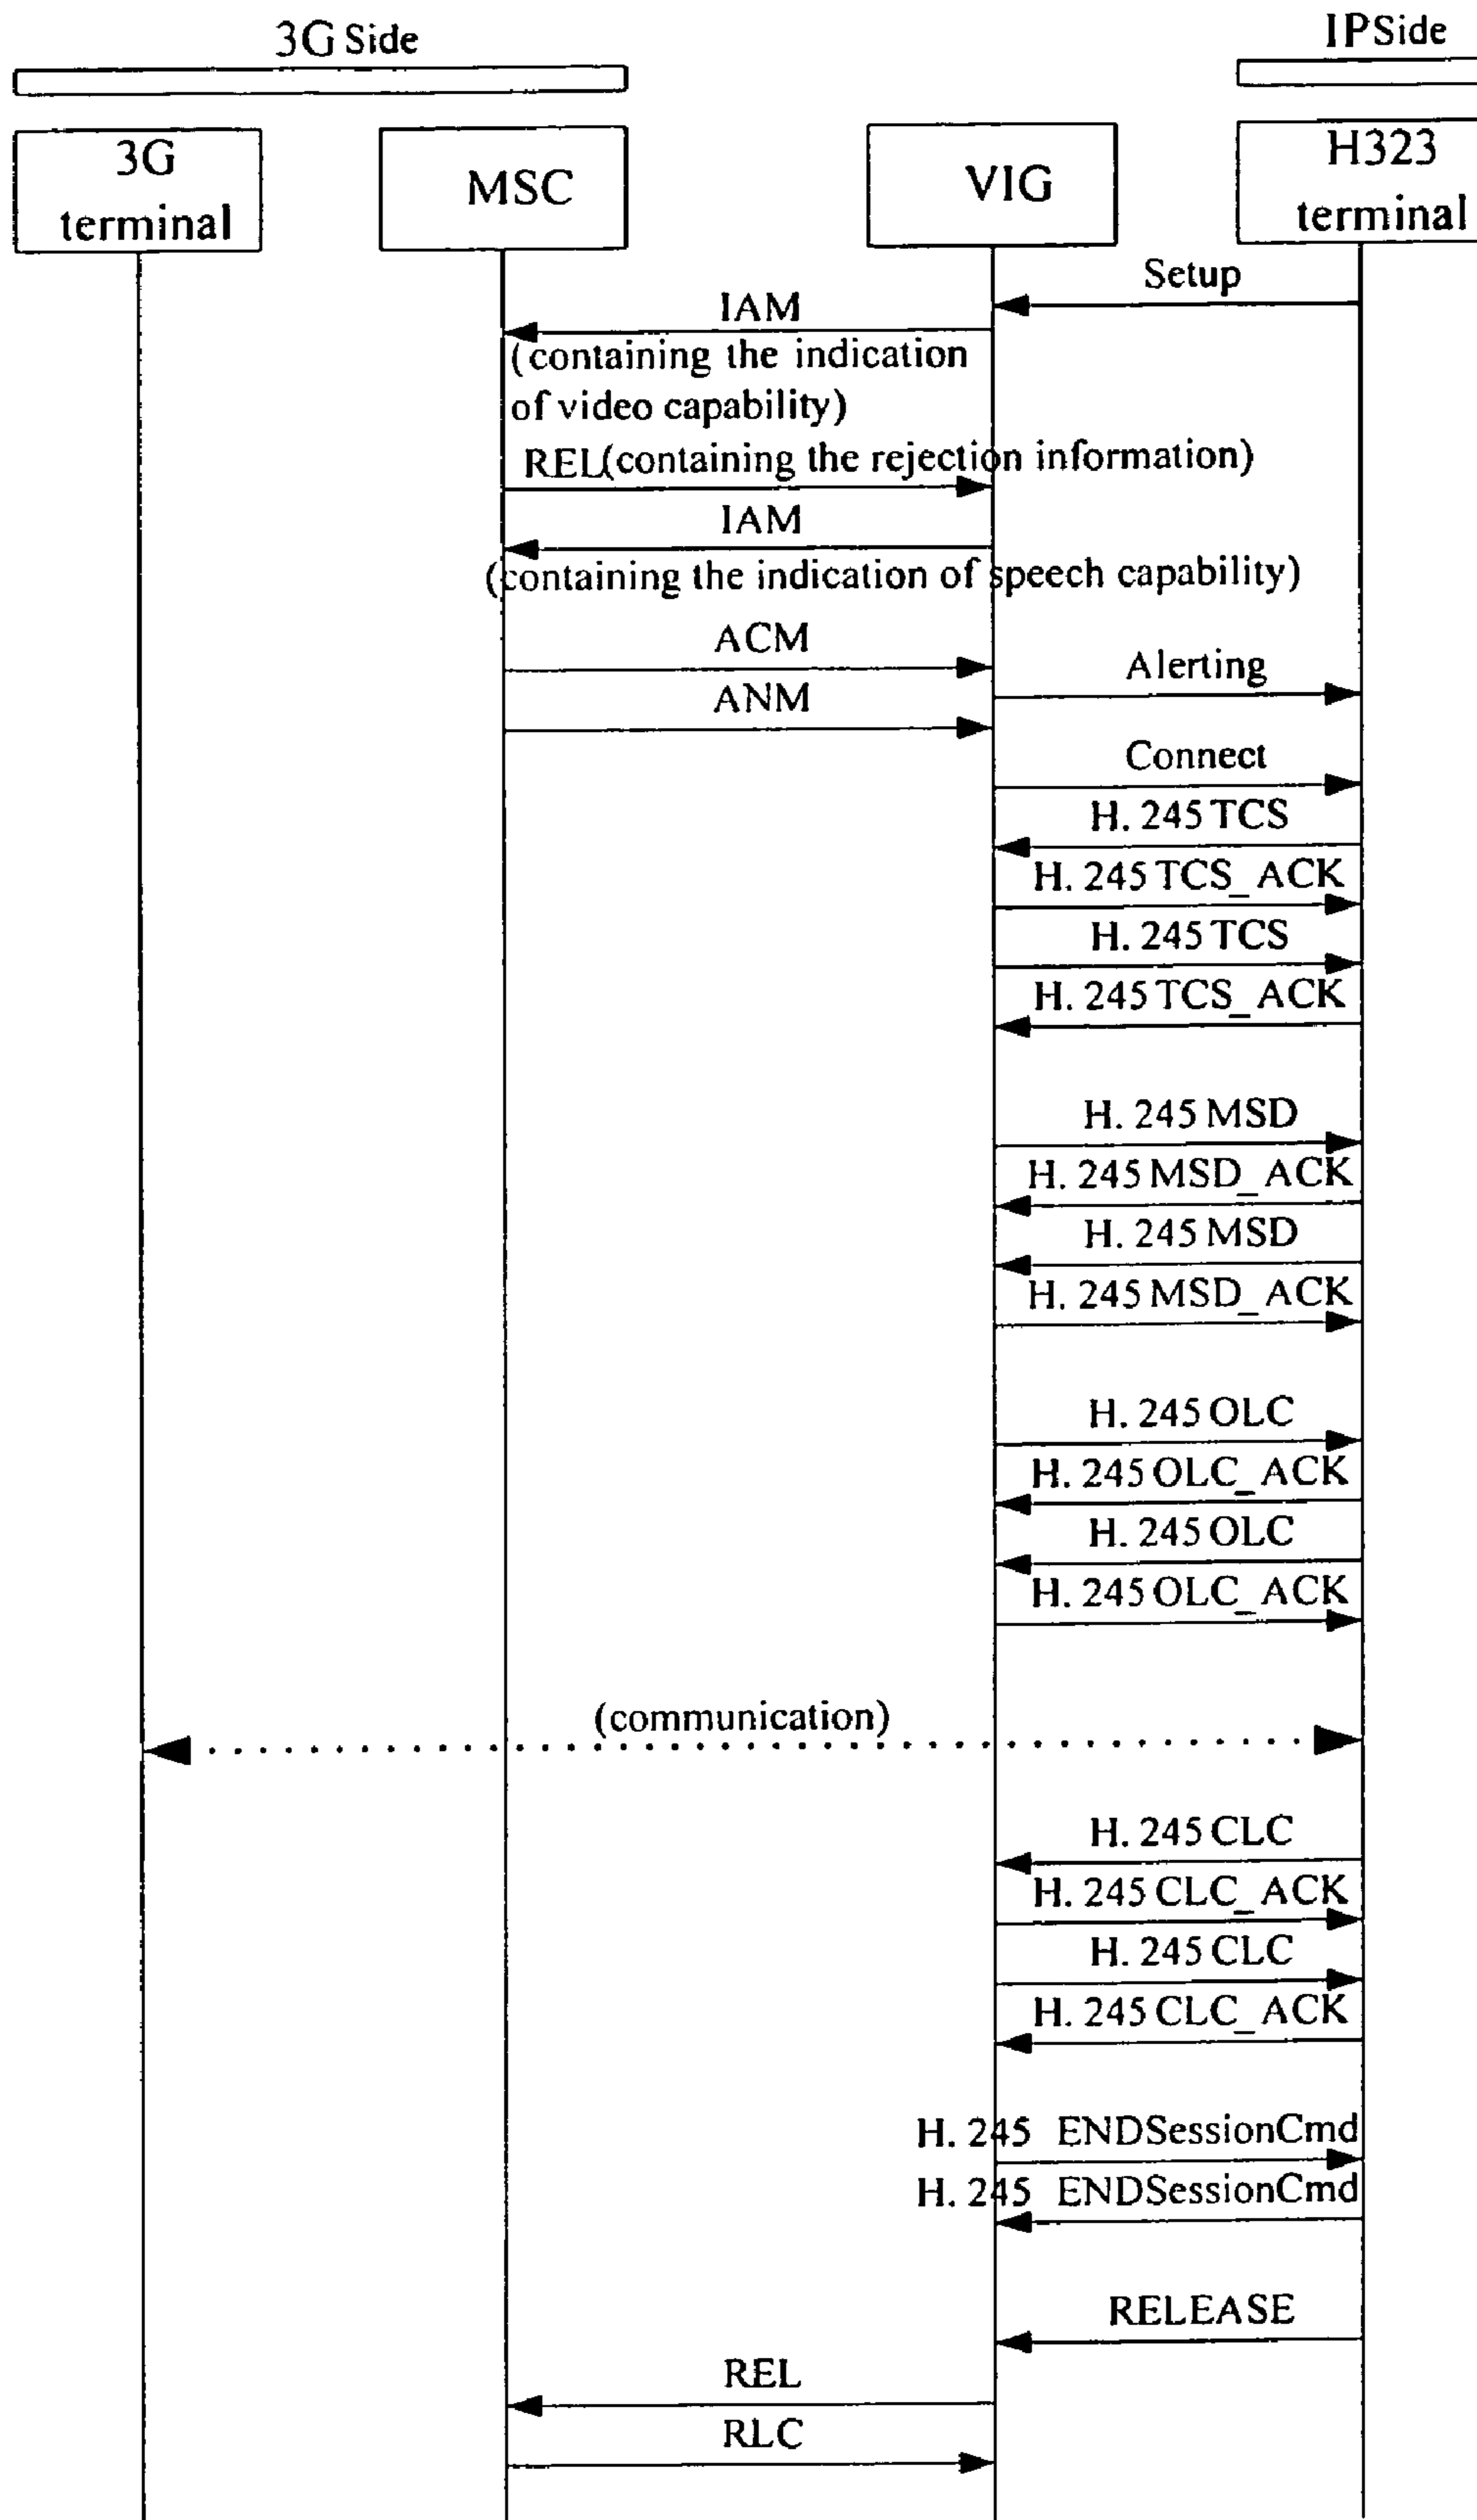 3G Side
IPSide
3G
terminal
MSC
VIG
H323
terminal
Setup
IAM
(containing the indication
of video capability)
REL(containing the rejection information)
IAM
(containing the indication of speech capability)
ACM
Alerting
ANM
Connect
H. 245 TCS
H. 245 TCS_ACK
H. 245 TCS
H. 245 TCS_ACK
H. 245 MSD
H. 245 MSD_ACK
H. 245 MSD
H. 245 MSD_ACK
H. 245 OLC
H. 245 OLC_ACK
H. 245 OLC
H. 245 OLC_ACK
(communication)
H. 245 CLC
H. 245 CLC_ACK
H. 245 CLC
H. 245 CLC_ACK
H. 245 ENDSessionCmd
H. 245 ENDSessionCmd
RELEASE
REL
RLC